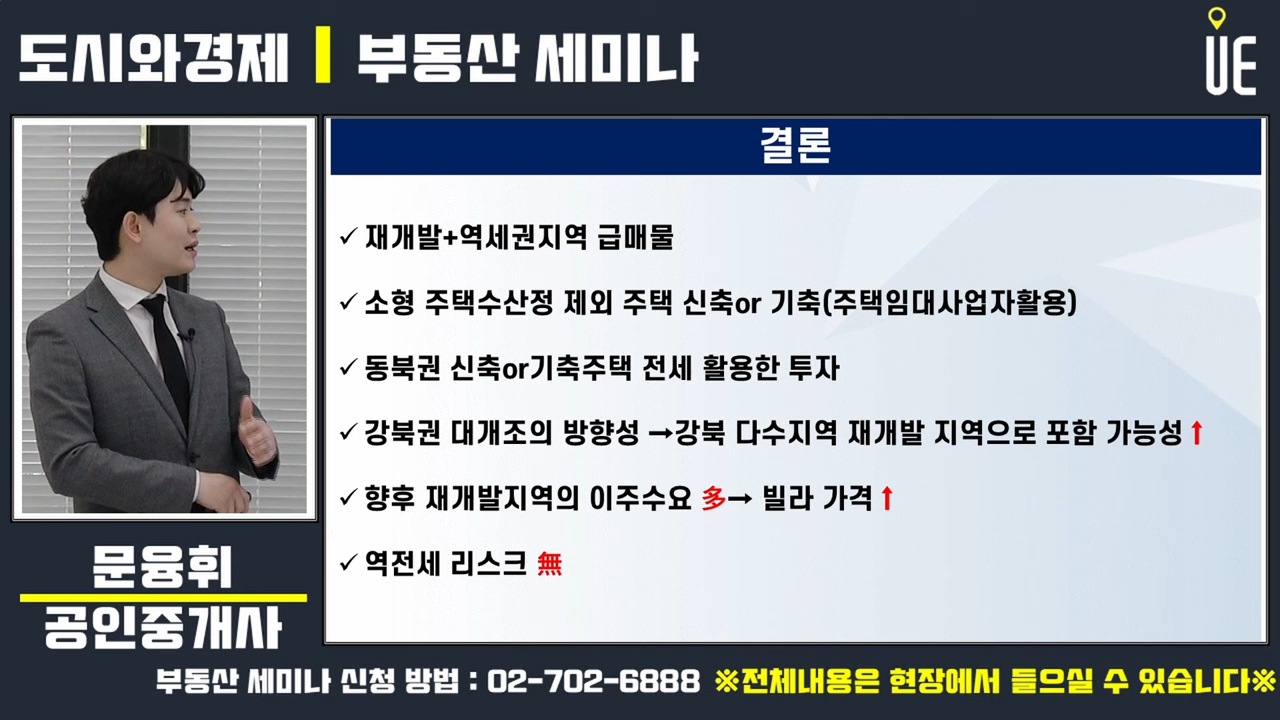 도시와경제 | 부동산 세미나
UE
결론
✓ 재개발+역세권지역 급매물
✓ 소형 주택수산정 제외 주택 신축or 기축(주택임대사업자활용)
✓ 동북권 신축or기축주택 전세 활용한 투자
✓ 강북권 대개조의 방향성 →강북 다수지역 재개발 지역으로 포함 가능성↑
✓ 향후 재개발지역의 이주수요 多→ 빌라 가격↑
✓ 역전세 리스크 無
문융휘
공인중개사
부동산 세미나 신청 방법 : 02-702-6888 ※전체내용은 현장에서 들으실 수 있습니다※